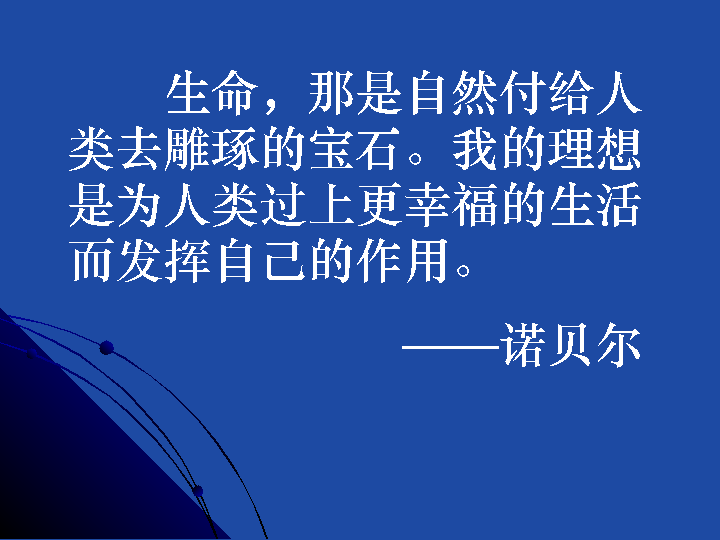 生命，那是自然付给人
类去雕琢的宝石。我的理想
是为人类过上更幸福的生活
而发挥自己的作用。
——诺贝尔